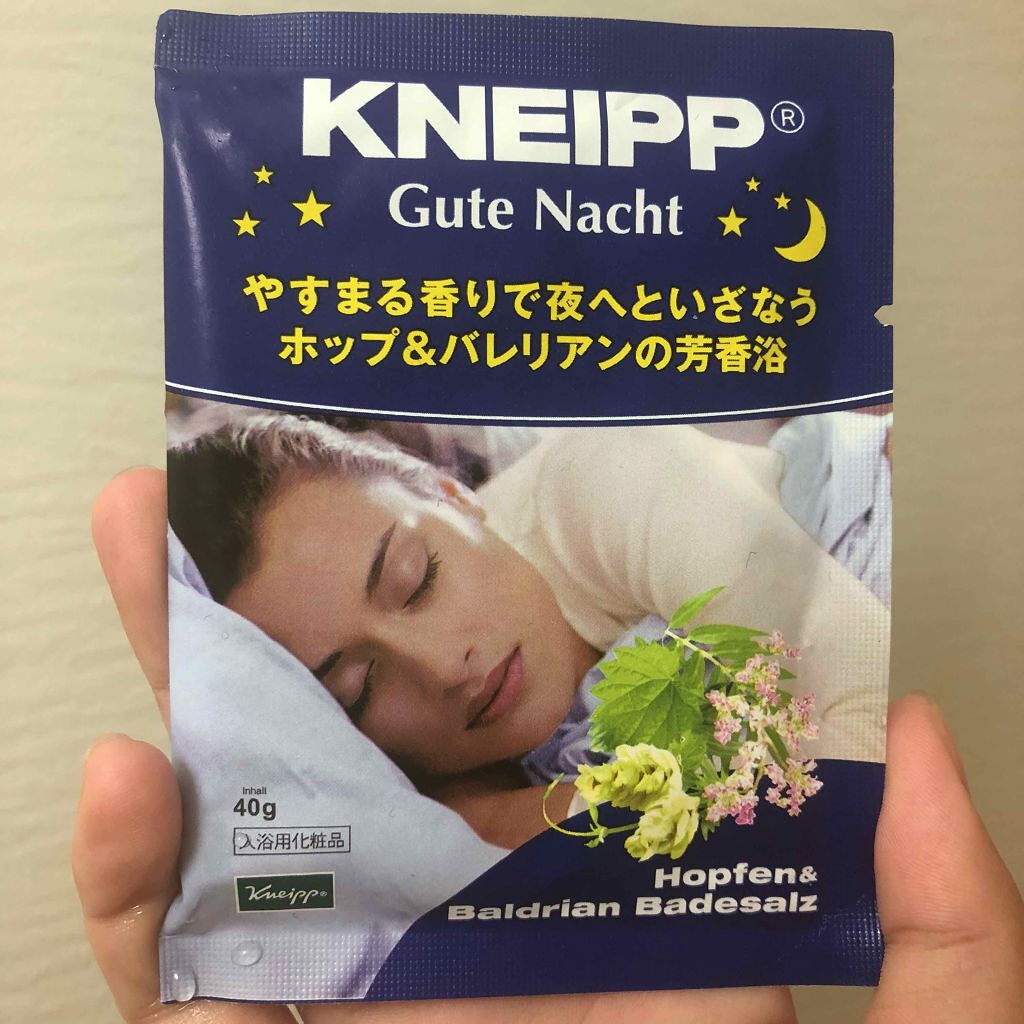 KNEIPP®
Gute Nacht
やすまる香りで夜へといざなう
ホップ&バレリアンの芳香浴
Inhalt
40g
入浴用化粧品
Kneipp®
Hopfen&
Baldrian Badesalz